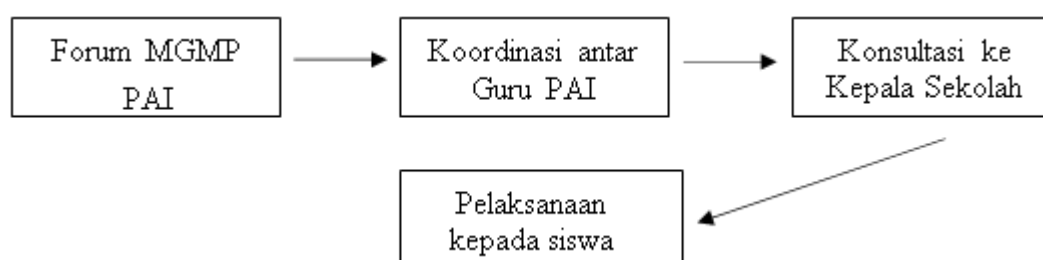 Forum MGMP
PAI
Koordinasi antar
Guru PAI
Konsultasi ke
Kepala Sekolah
Pelaksanaan
kepada siswa